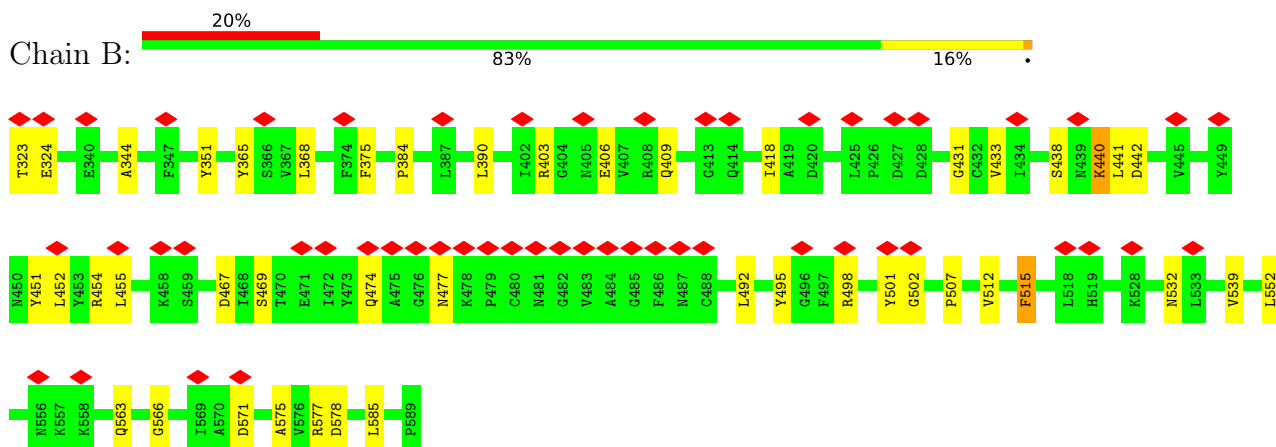 20%
Chain B:
83% 16% •
T323 E324 E340 A344 F347 Y351 Y365 S366 V367 L368 F374 F375 P384 L387 L390 I402 R403 G404 N405 E406 V407 R408 Q409 G413 Q414 I418 A419 D420 L425 P426 D427 D428 G431 C432 V433 I434 S438 N439 K440 L441 D442 V445 Y449
N450 Y451 L452 Y453 R454 L455 K458 S459 D467 I468 S469 T470 E471 I472 Y473 Q474 A475 G476 N477 K478 P479 C480 N481 G482 V483 A484 G485 F486 N487 C488 L492 Y495 G496 F497 R498 Y501 G502 P507 V512 F515 L518 H519 K528 N532 L533 V539 L552
N556 K557 K558 Q563 G566 I569 A570 D571 A575 V576 R577 D578 L585 P589